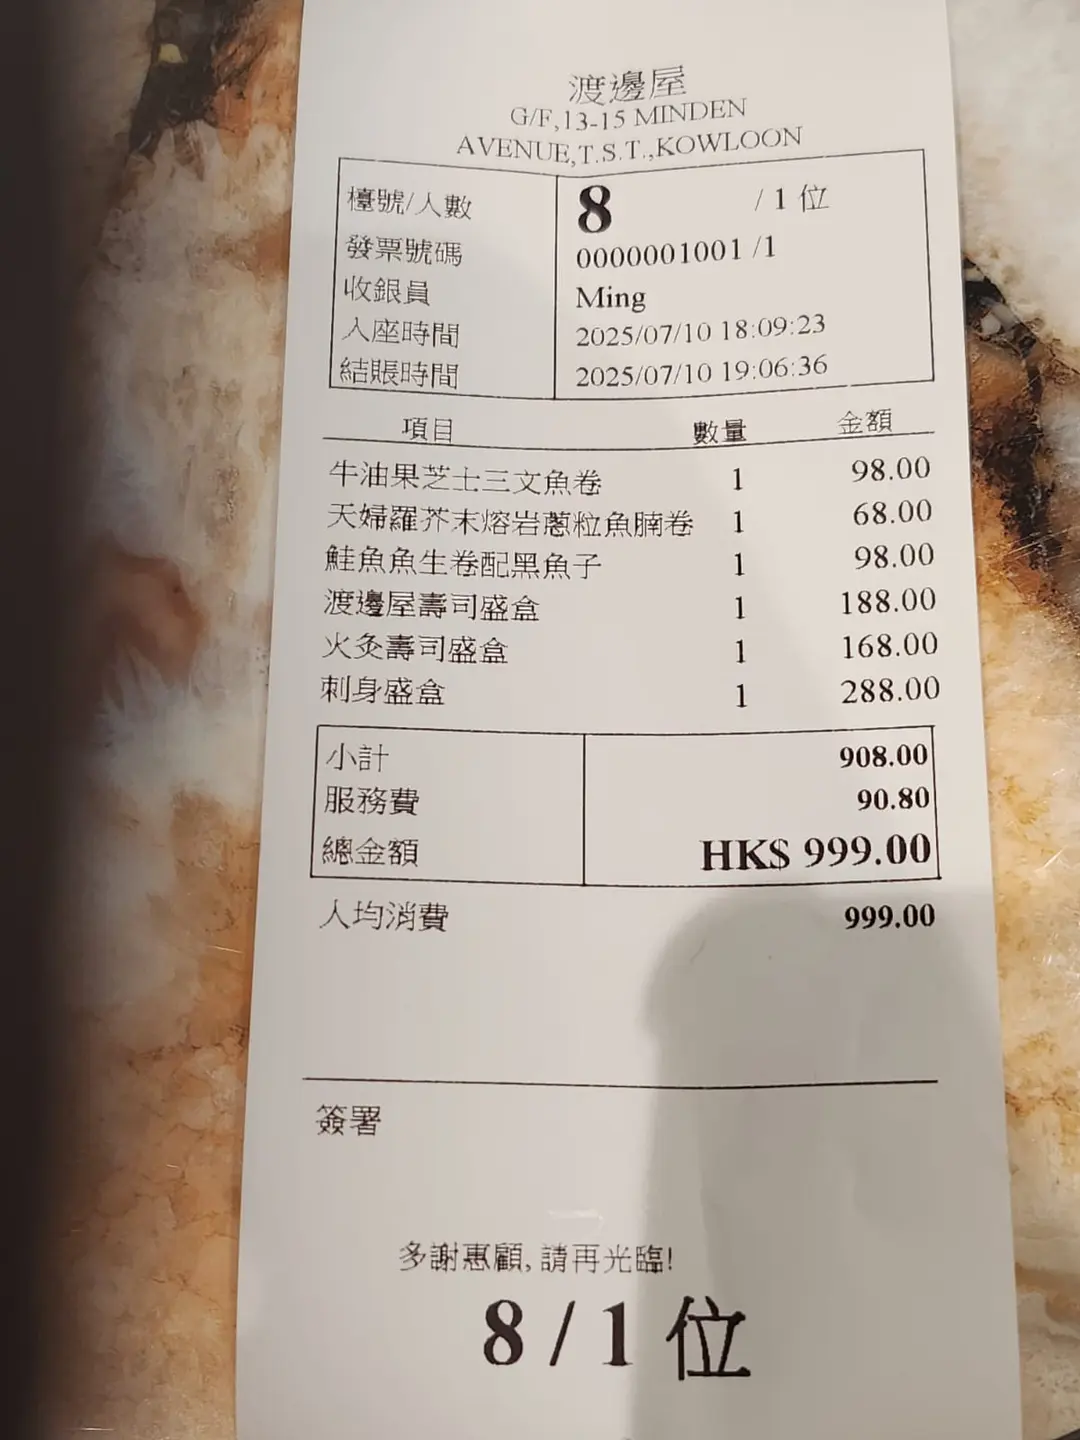 渡邊屋
G/F,13-15 MINDEN
AVENUE,T.S.T.,KOWLOON
檯號/人數 8 / 1 位
發票號碼 0000001001 /1
收銀員 Ming
入座時間 2025/07/10 18:09:23
結賬時間 2025/07/10 19:06:36
項目 數量 金額
牛油果芝士三文魚卷 1 98.00
天婦羅芥末熔岩蔥粒魚腩卷 1 68.00
鮭魚魚生卷配黑魚子 1 98.00
渡邊屋壽司盛盒 1 188.00
火灸壽司盛盒 1 168.00
刺身盛盒 1 288.00
小計 908.00
服務費 90.80
總金額 HK$ 999.00
人均消費 999.00
簽署
多謝惠顧, 請再光臨!
8 / 1 位